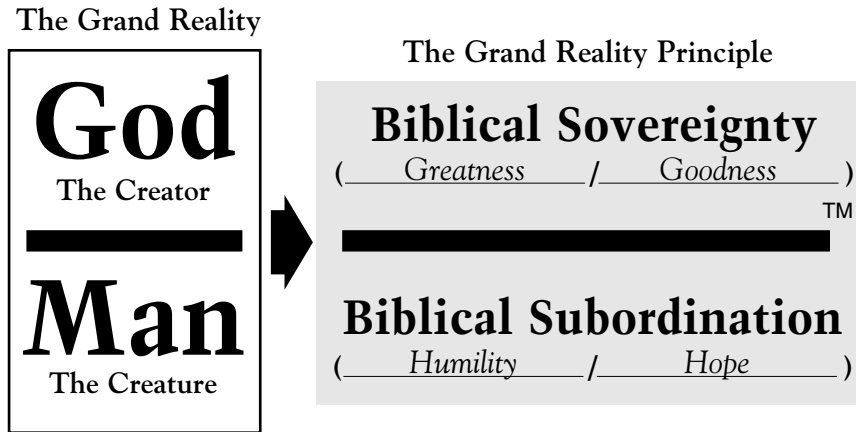 The Grand Reality
God
The Creator
Man
The Creature
The Grand Reality Principle
Biblical Sovereignty
( Greatness / Goodness )
TM
Biblical Subordination
( Humility / Hope )